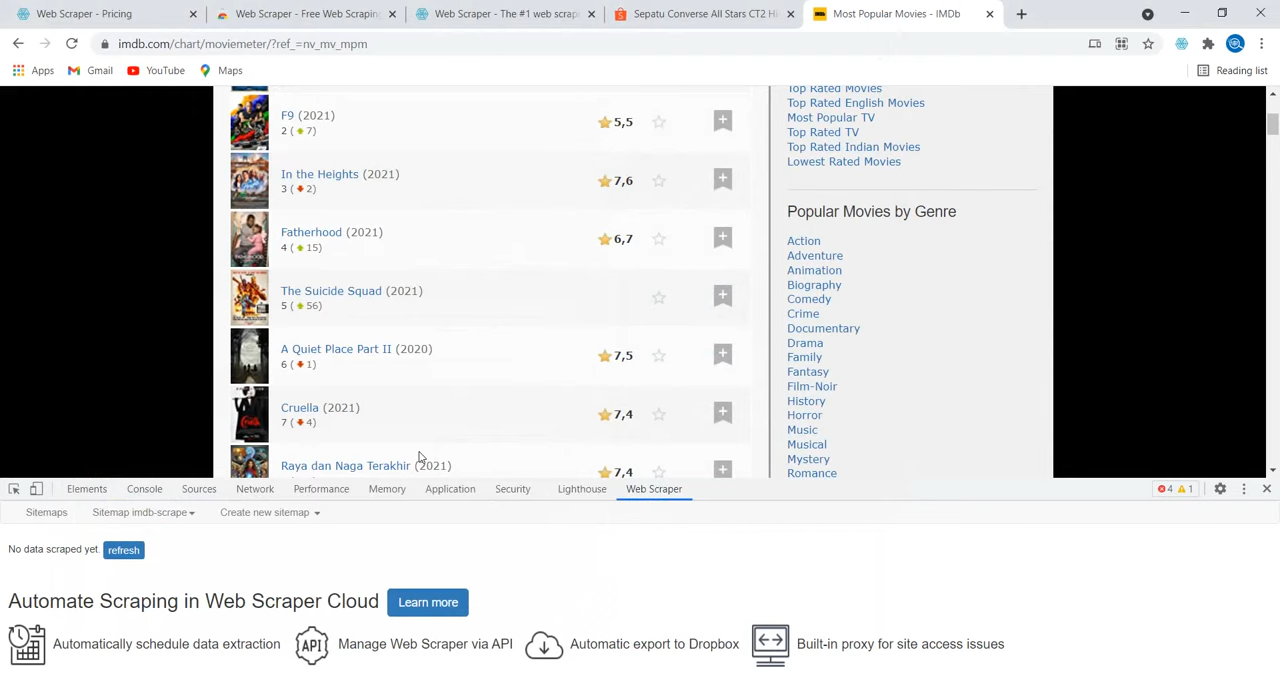 Web Scraper - Pricing
Web Scraper - Free Web Scraping
Web Scraper - The #1 web scrap
Sepatu Converse All Stars CT2 Hi
Most Popular Movies - IMDb
imdb.com/chart/moviemeter/?ref_=nv_mv_mpm
Apps
Gmail
YouTube
Maps
Reading list
F9 (2021)
2 ( 7)
5,5
In the Heights (2021)
3 ( 2)
7,6
Fatherhood (2021)
4 ( 15)
6,7
The Suicide Squad (2021)
5 ( 56)
A Quiet Place Part II (2020)
6 ( 1)
7,5
Cruella (2021)
7 ( 4)
7,4
Raya dan Naga Terakhir (2021)
7,4
Top Rated Movies
Top Rated English Movies
Most Popular TV
Top Rated TV
Top Rated Indian Movies
Lowest Rated Movies
Popular Movies by Genre
Action
Adventure
Animation
Biography
Comedy
Crime
Documentary
Drama
Family
Fantasy
Film-Noir
History
Horror
Music
Musical
Mystery
Romance
Elements
Console
Sources
Network
Performance
Memory
Application
Security
Lighthouse
Web Scraper
4
1
Sitemaps
Sitemap imdb-scrape
Create new sitemap
No data scraped yet.
refresh
Automate Scraping in Web Scraper Cloud
Learn more
Automatically schedule data extraction
API
Manage Web Scraper via API
Automatic export to Dropbox
Built-in proxy for site access issues